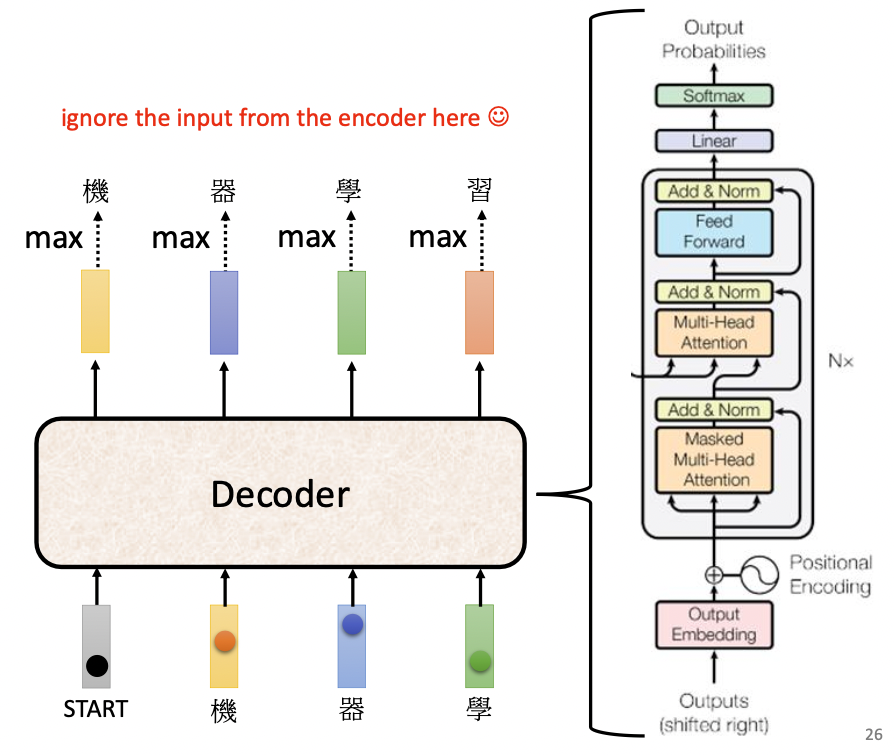 ignore the input from the encoder here ☺
機 器 學 習
max max max max
Decoder
START 機 器 學
Output
Probabilities
Softmax
Linear
Add & Norm
Feed
Forward
Add & Norm
Multi-Head
Attention
N×
Add & Norm
Masked
Multi-Head
Attention
Positional
Encoding
Output
Embedding
Outputs
(shifted right)
26